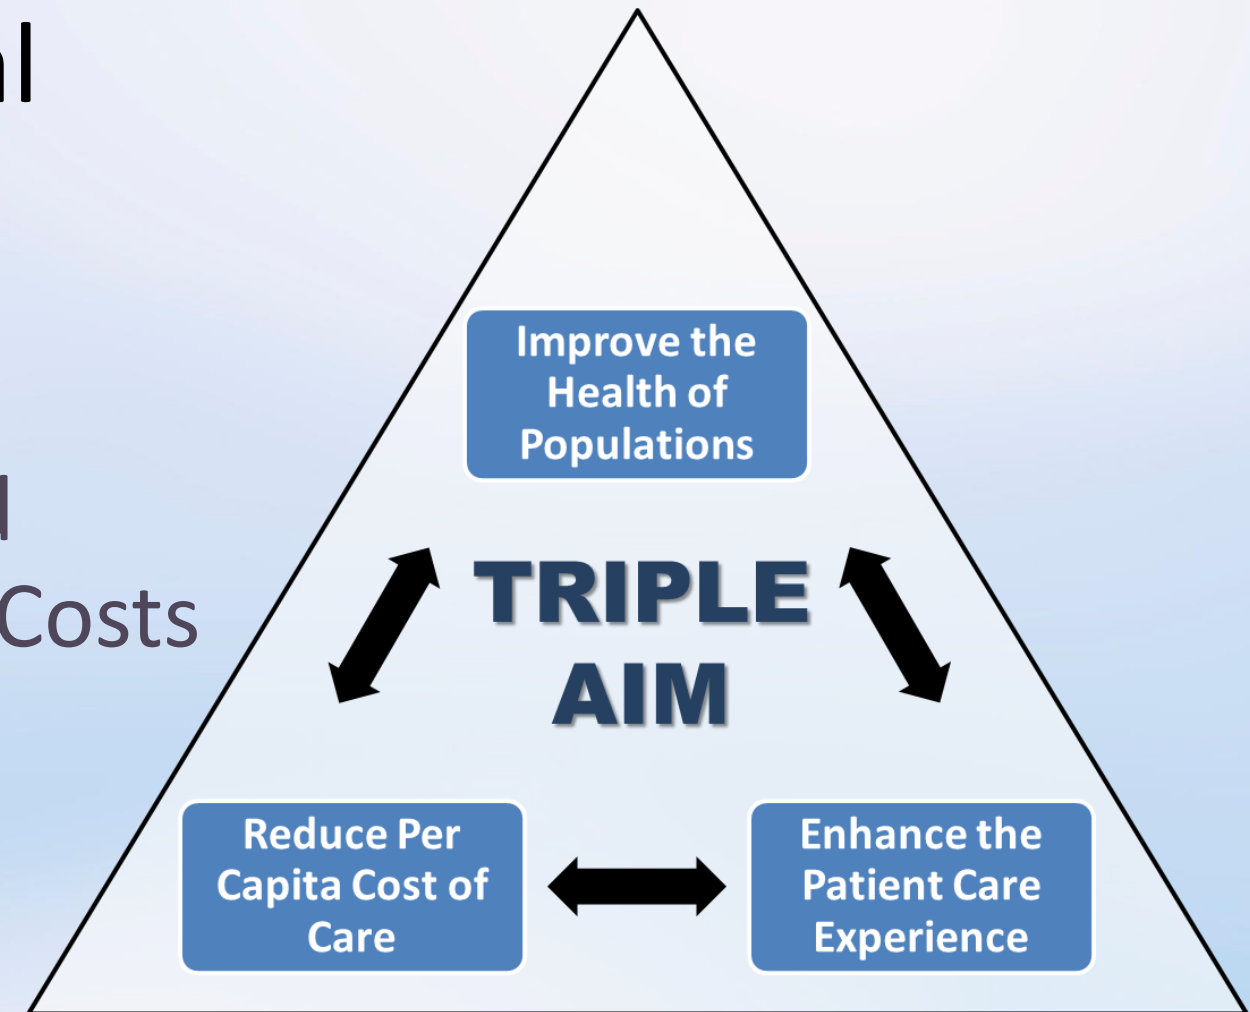 al
d
Costs
Improve the
Health of
Populations
TRIPLE
AIM
Reduce Per
Capita Cost of
Care
Enhance the
Patient Care
Experience